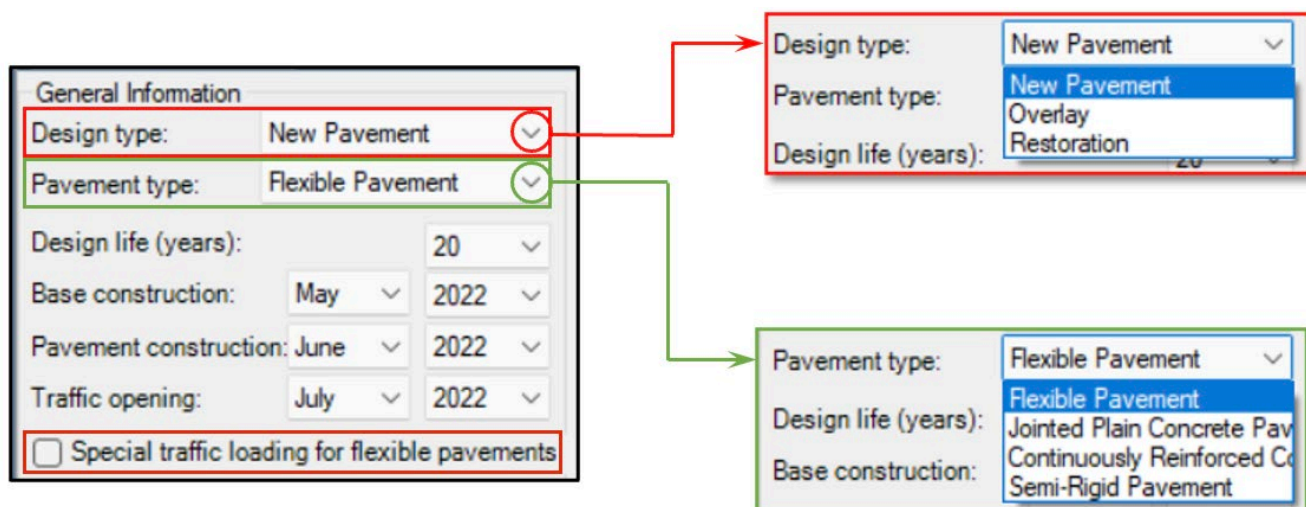 General Information
Design type: New Pavement
Pavement type: Flexible Pavement
Design life (years): 20
Base construction: May 2022
Pavement construction: June 2022
Traffic opening: July 2022
Special traffic loading for flexible pavements
Design type: New Pavement
New Pavement
Pavement type:
Overlay
Restoration
Design life (years): 20
Pavement type: Flexible Pavement
Flexible Pavement
Design life (years):
Jointed Plain Concrete Pav
Continuously Reinforced Co
Base construction:
Semi-Rigid Pavement